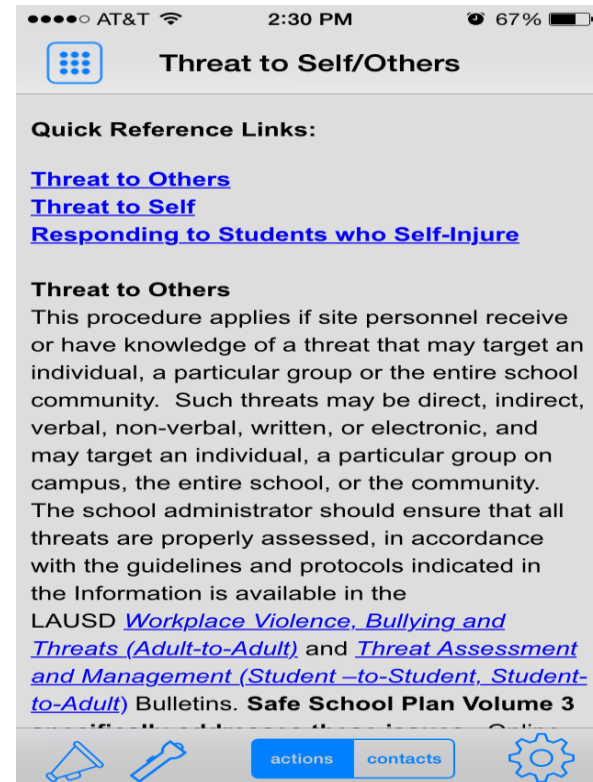 AT&T 2:30 PM 67%
Threat to Self/Others
Quick Reference Links:
Threat to Others
Threat to Self
Responding to Students who Self-Injure
Threat to Others
This procedure applies if site personnel receive
or have knowledge of a threat that may target an
individual, a particular group or the entire school
community.  Such threats may be direct, indirect,
verbal, non-verbal, written, or electronic, and
may target an individual, a particular group on
campus, the entire school, or the community.
The school administrator should ensure that all
threats are properly assessed, in accordance
with the guidelines and protocols indicated in
the Information is available in the
LAUSD Workplace Violence, Bullying and
Threats (Adult-to-Adult) and Threat Assessment
and Management (Student –to-Student, Student-
to-Adult) Bulletins. Safe School Plan Volume 3
actions contacts